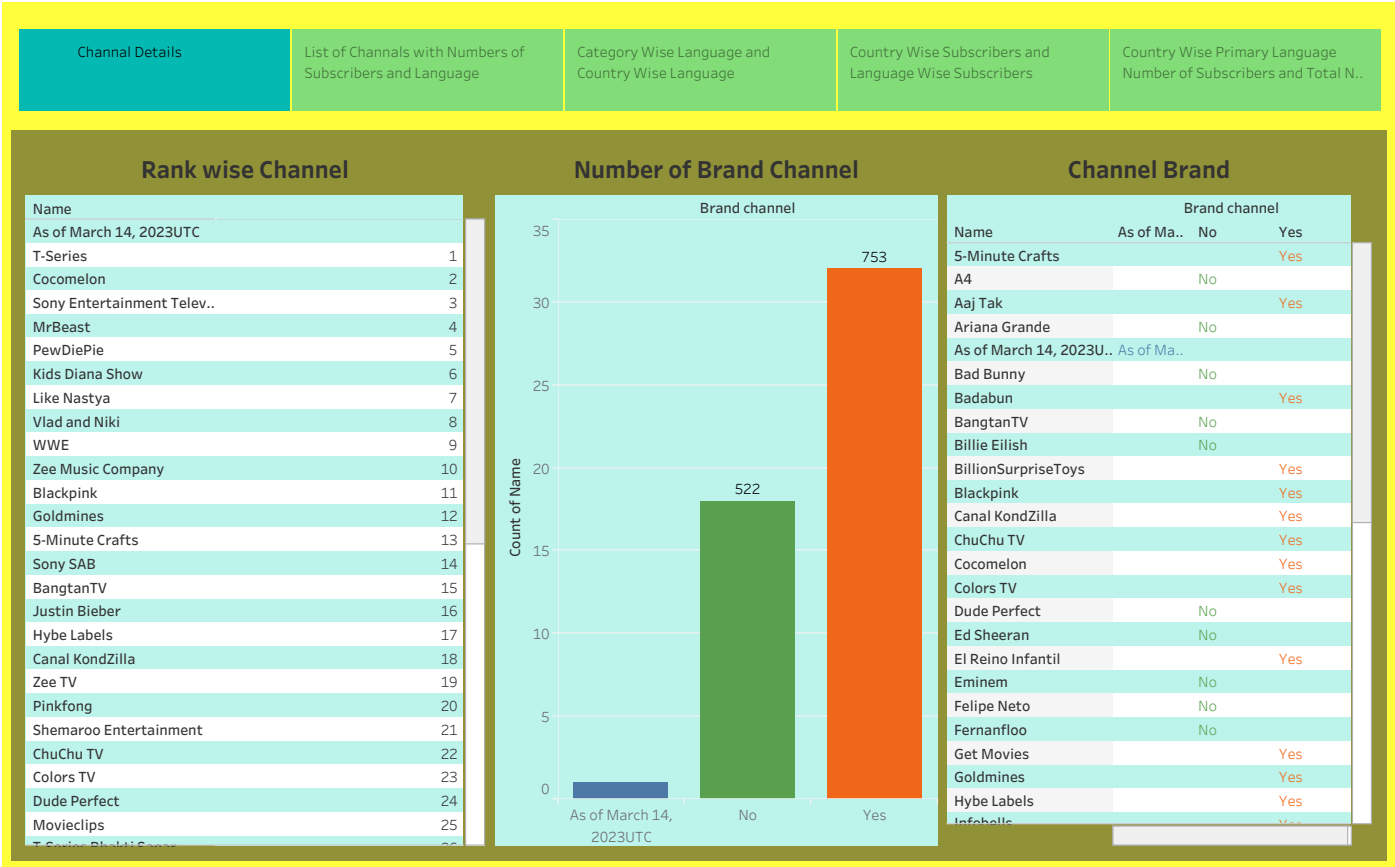 Channal Details
List of Channals with Numbers of
Subscribers and Language
Category Wise Language and
Country Wise Language
Country Wise Subscribers and
Language Wise Subscribers
Country Wise Primary Language
Number of Subscribers and Total N..
Rank wise Channel
Name
As of March 14, 2023UTC
T-Series 1
Cocomelon 2
Sony Entertainment Telev.. 3
MrBeast 4
PewDiePie 5
Kids Diana Show 6
Like Nastya 7
Vlad and Niki 8
WWE 9
Zee Music Company 10
Blackpink 11
Goldmines 12
5-Minute Crafts 13
Sony SAB 14
BangtanTV 15
Justin Bieber 16
Hybe Labels 17
Canal KondZilla 18
Zee TV 19
Pinkfong 20
Shemaroo Entertainment 21
ChuChu TV 22
Colors TV 23
Dude Perfect 24
Movieclips 25
T-Series Bhakti Sagar 26
Number of Brand Channel
Brand channel
Count of Name
35
30
25
20
15
10
5
0
522
753
As of March 14,
2023UTC
No
Yes
Channel Brand
Brand channel
Name As of Ma.. No Yes
5-Minute Crafts Yes
A4 No
Aaj Tak Yes
Ariana Grande No
As of March 14, 2023U.. As of Ma..
Bad Bunny No
Badabun Yes
BangtanTV No
Billie Eilish No
BillionSurpriseToys Yes
Blackpink Yes
Canal KondZilla Yes
ChuChu TV Yes
Cocomelon Yes
Colors TV Yes
Dude Perfect No
Ed Sheeran No
El Reino Infantil Yes
Eminem No
Felipe Neto No
Fernanfloo No
Get Movies Yes
Goldmines Yes
Hybe Labels Yes
Infobells